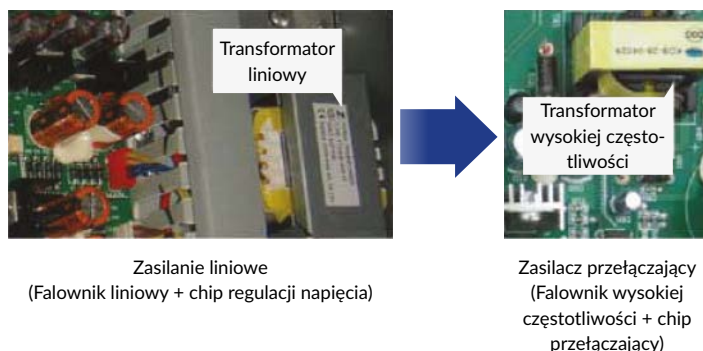 Transformator
liniowy
Transformator
wysokiej często-
tliwości
Zasilanie liniowe
(Falownik liniowy + chip regulacji napięcia)
Zasilacz przełączający
(Falownik wysokiej
częstotliwości + chip
przełączający)